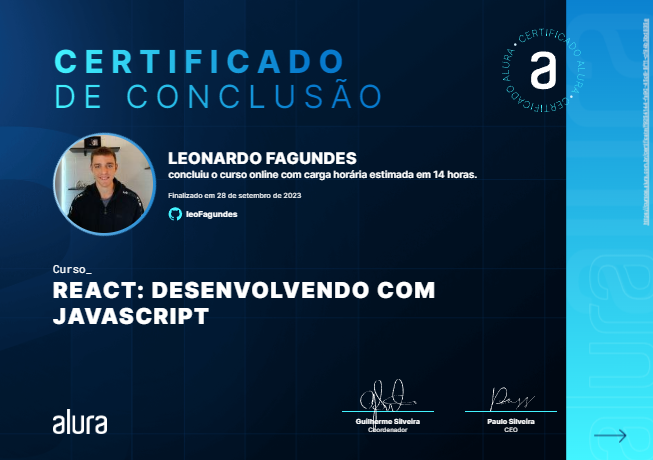 CERTIFICADO
DE CONCLUSÃO
CERTIFICADO ALURA • CERTIFICADO ALURA •
a
LEONARDO FAGUNDES
concluiu o curso online com carga horária estimada em 14 horas.
Finalizado em 28 de setembro de 2023
leoFagundes
Curso_
REACT: DESENVOLVENDO COM
JAVASCRIPT
alura
Guilherme Silveira
Coordenador
Paulo Silveira
CEO
alura